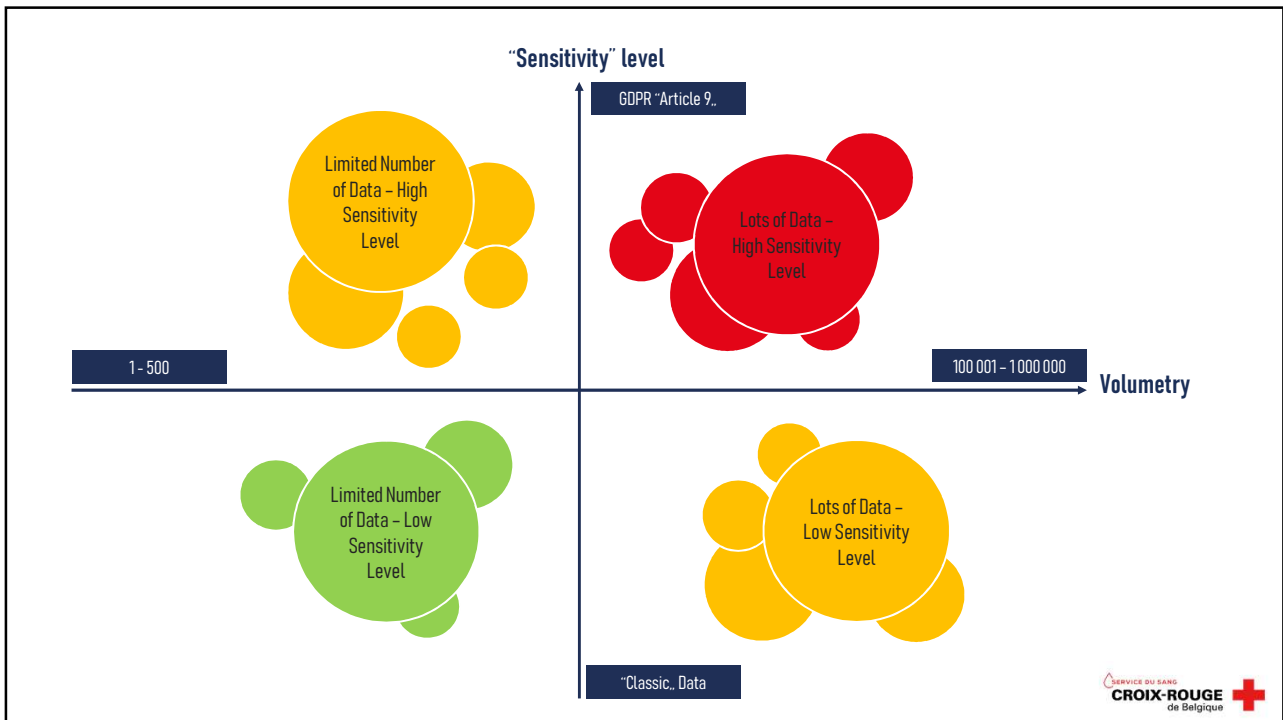 “Sensitivity” level
GDPR “Article 9„
Limited Number
of Data – High
Sensitivity
Level
Lots of Data –
High Sensitivity
Level
1 - 500
100 001 – 1 000 000
Volumetry
Limited Number
of Data – Low
Sensitivity
Level
Lots of Data –
Low Sensitivity
Level
“Classic„ Data
SERVICE DU SANG
CROIX-ROUGE
de Belgique